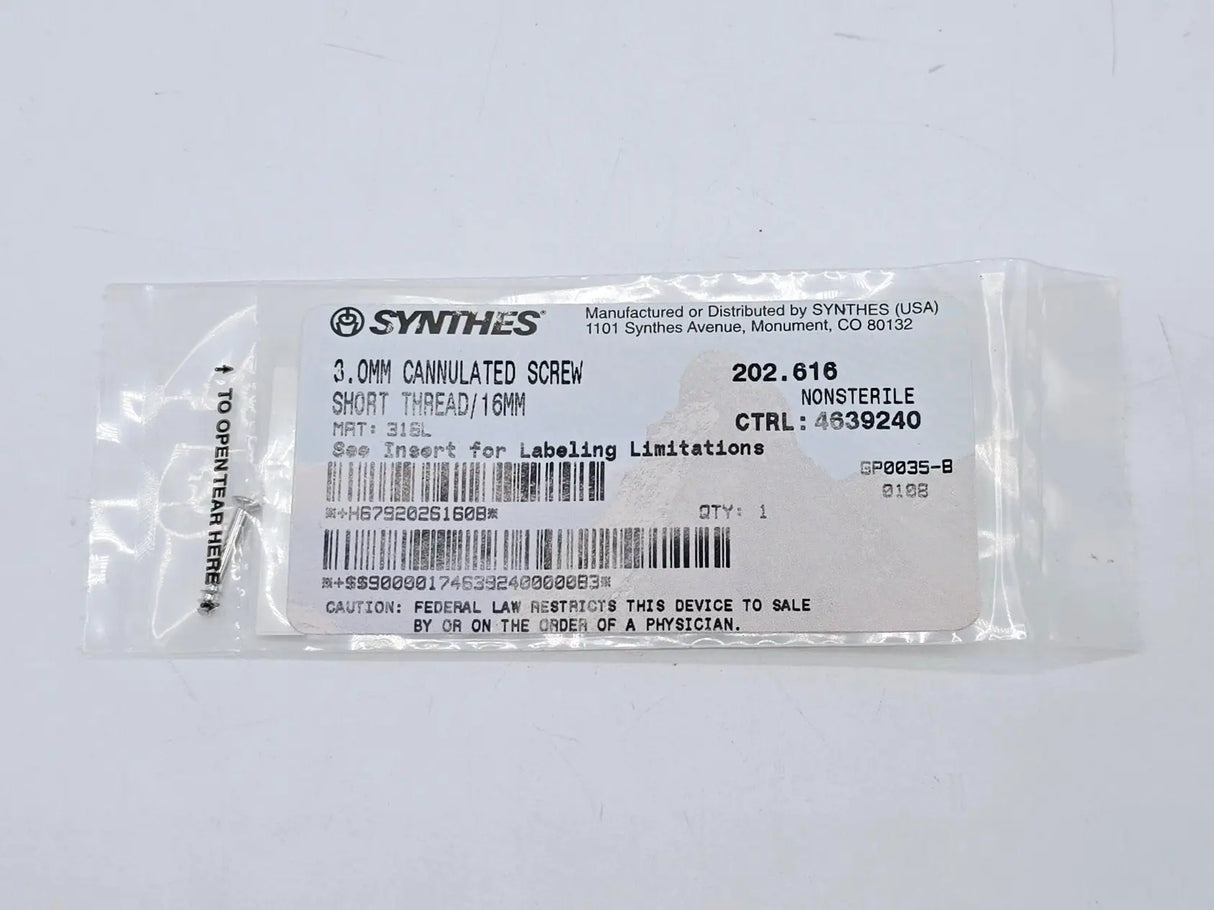 SYNTHES®
Manufactured or Distributed by SYNTHES (USA)
1101 Synthes Avenue, Monument, CO 80132
3.0MM CANNULATED SCREW
202.616
SHORT THREAD/16MM
NONSTERILE
MAT: 316L
CTRL: 4639240
See Insert for Labeling Limitations
GP0035-B
0108
*+H6792026160B*
QTY: 1
*+$$900001746392400000B3*
CAUTION: FEDERAL LAW RESTRICTS THIS DEVICE TO SALE
BY OR ON THE ORDER OF A PHYSICIAN.
TO OPEN TEAR HERE